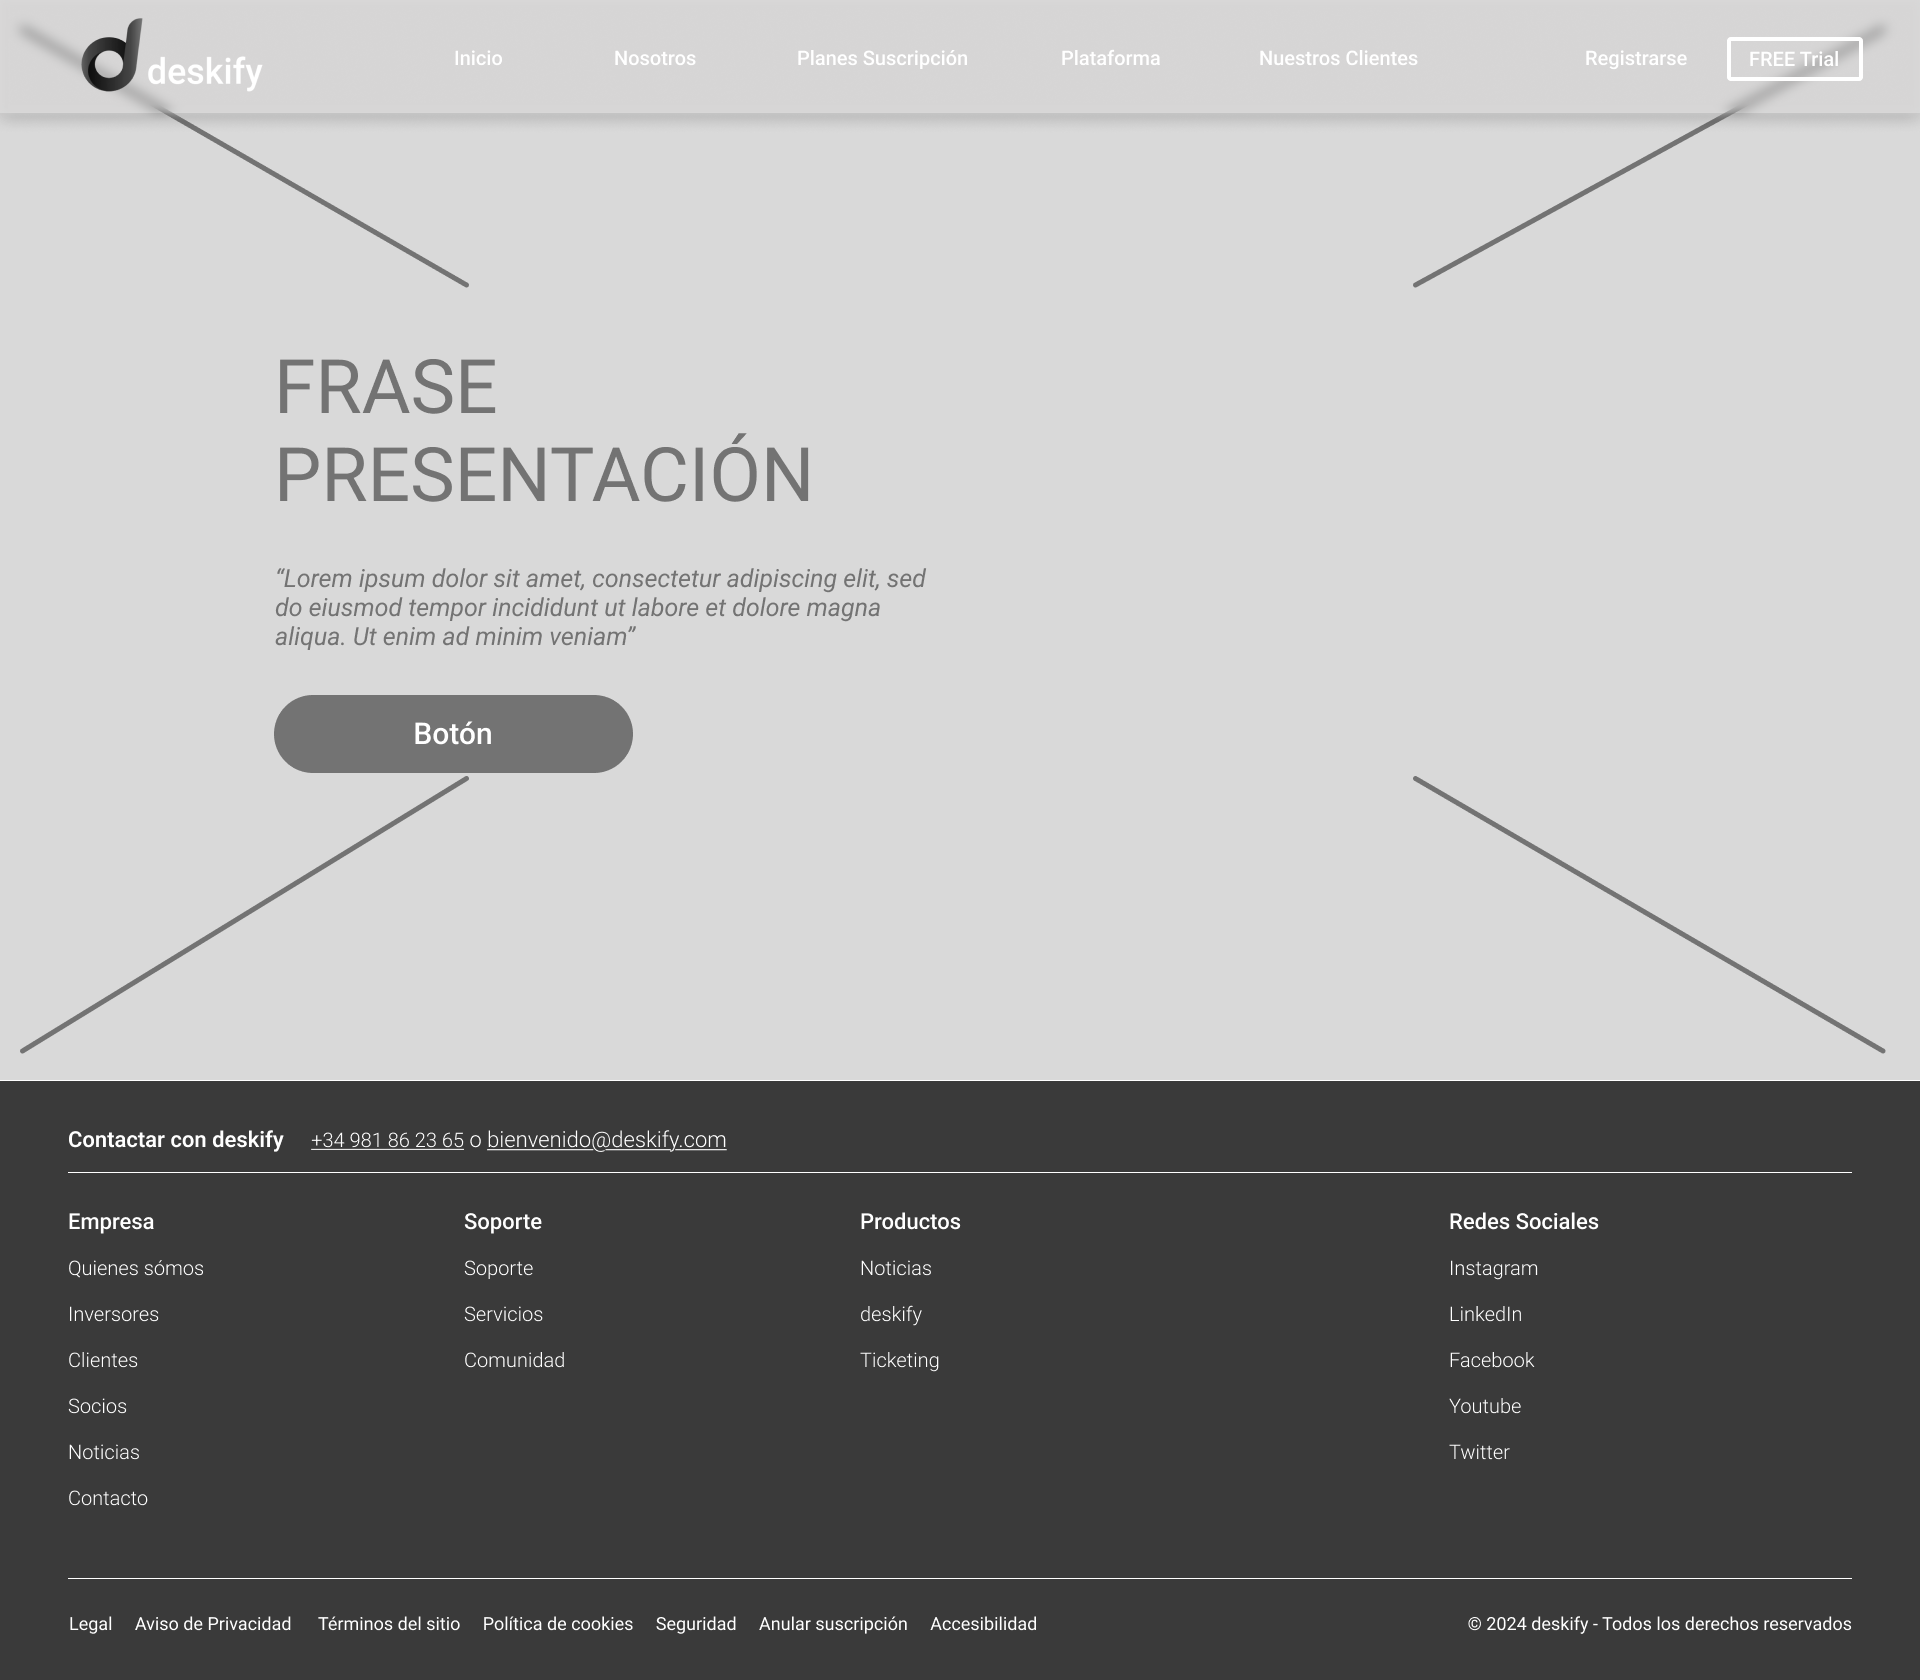 deskify
Inicio
Nosotros
Planes Suscripción
Plataforma
Nuestros Clientes
Registrarse
FREE Trial
FRASE
PRESENTACIÓN
“Lorem ipsum dolor sit amet, consectetur adipiscing elit, sed
do eiusmod tempor incididunt ut labore et dolore magna
aliqua. Ut enim ad minim veniam”
Botón
Contactar con deskify +34 981 86 23 65 o bienvenido@deskify.com
Empresa
Quienes sómos
Inversores
Clientes
Socios
Noticias
Contacto
Soporte
Soporte
Servicios
Comunidad
Productos
Noticias
deskify
Ticketing
Redes Sociales
Instagram
LinkedIn
Facebook
Youtube
Twitter
Legal
Aviso de Privacidad
Términos del sitio
Política de cookies
Seguridad
Anular suscripción
Accesibilidad
© 2024 deskify - Todos los derechos reservados